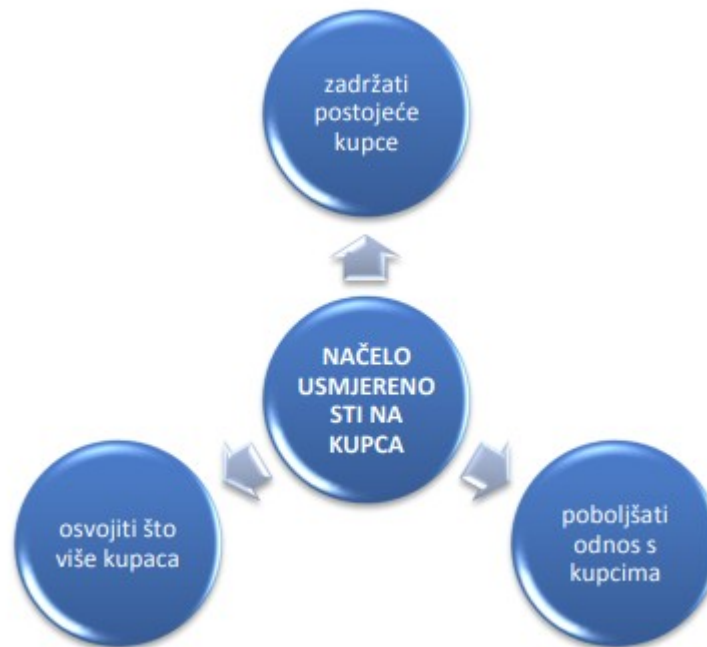 zadržati
postojeće
kupce
NAČELO
USMJERENO
STI NA
KUPCA
osvojiti što
više kupaca
poboljšati
odnos s
kupcima